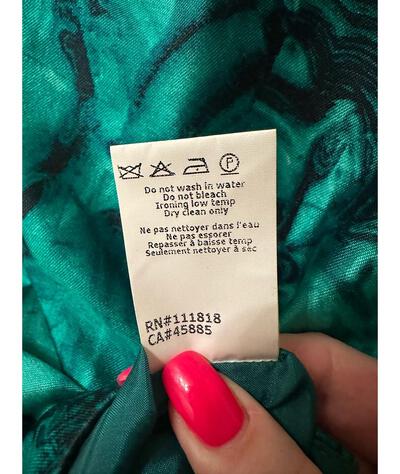 P
Do not wash in water
Do not bleach
Ironing low temp
Dry clean only
Ne pas nettoyer dans l'eau
Ne pas essorer
Repasser à baisse temp
Seulement nettoyer à sec
RN#111818
CA#45885